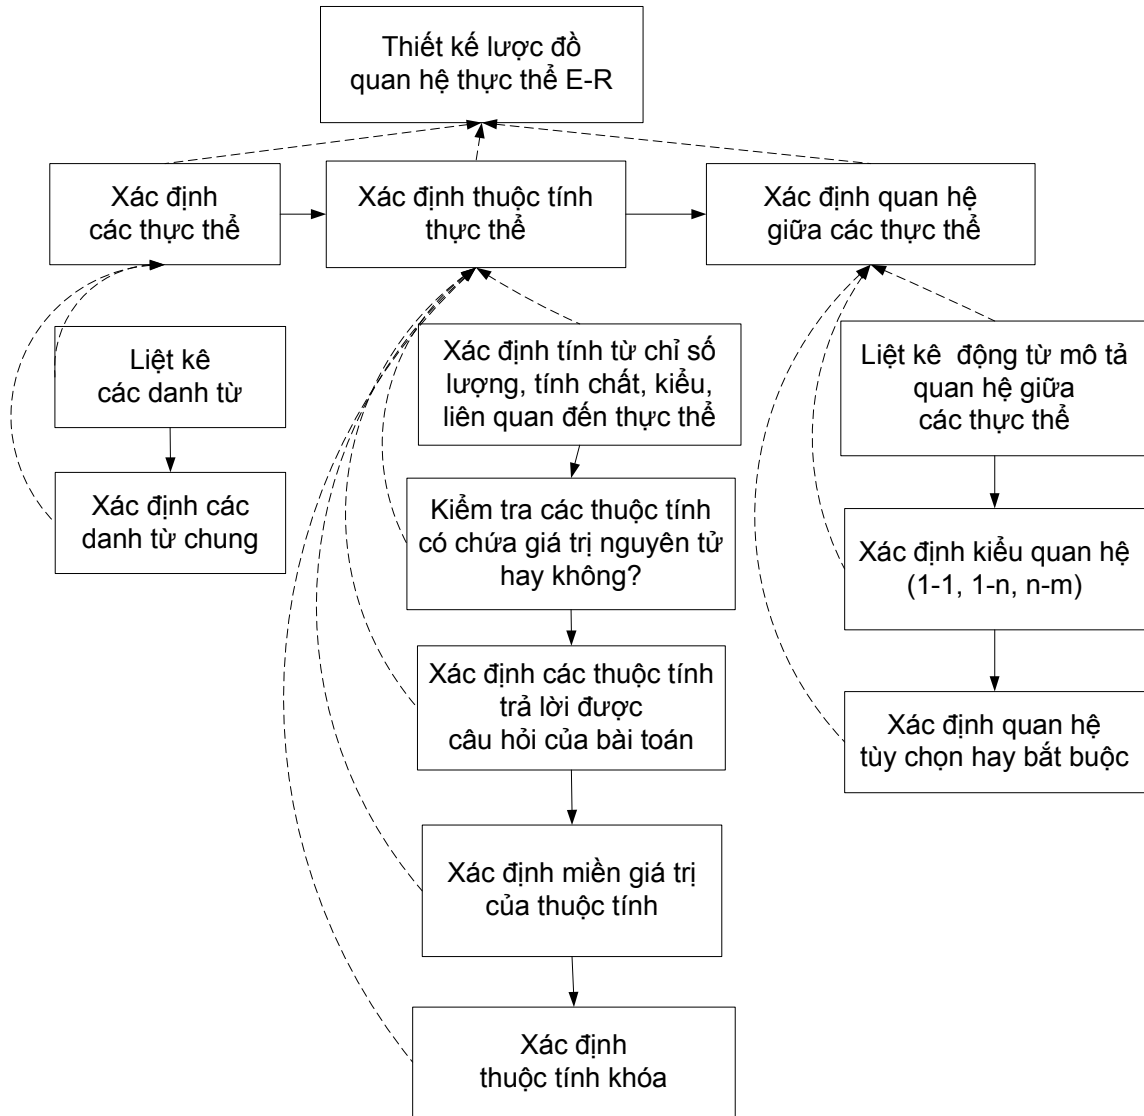 Thiết kế lược đồ
quan hệ thực thể E-R
Xác định
các thực thể
Xác định thuộc tính
thực thể
Xác định quan hệ
giữa các thực thể
Liệt kê
các danh từ
Xác định các
danh từ chung
Xác định tính từ chỉ số
lượng, tính chất, kiểu,
liên quan đến thực thể
Kiểm tra các thuộc tính
có chứa giá trị nguyên tử
hay không?
Xác định các thuộc tính
trả lời được
câu hỏi của bài toán
Xác định miền giá trị
của thuộc tính
Xác định
thuộc tính khóa
Liệt kê động từ mô tả
quan hệ giữa
các thực thể
Xác định kiểu quan hệ
(1-1, 1-n, n-m)
Xác định quan hệ
tùy chọn hay bắt buộc